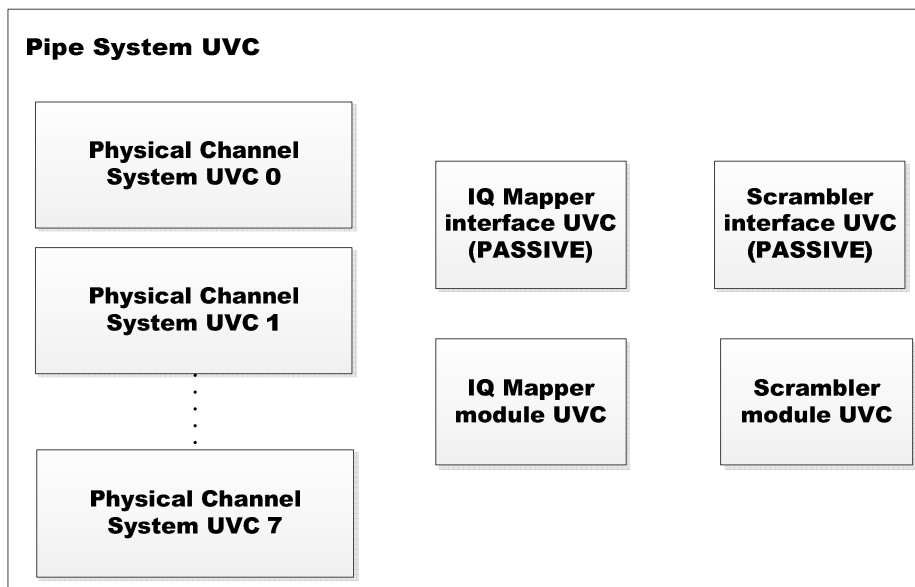 Pipe System UVC
Physical Channel
System UVC 0
Physical Channel
System UVC 1
Physical Channel
System UVC 7
IQ Mapper
interface UVC
(PASSIVE)
IQ Mapper
module UVC
Scrambler
interface UVC
(PASSIVE)
Scrambler
module UVC